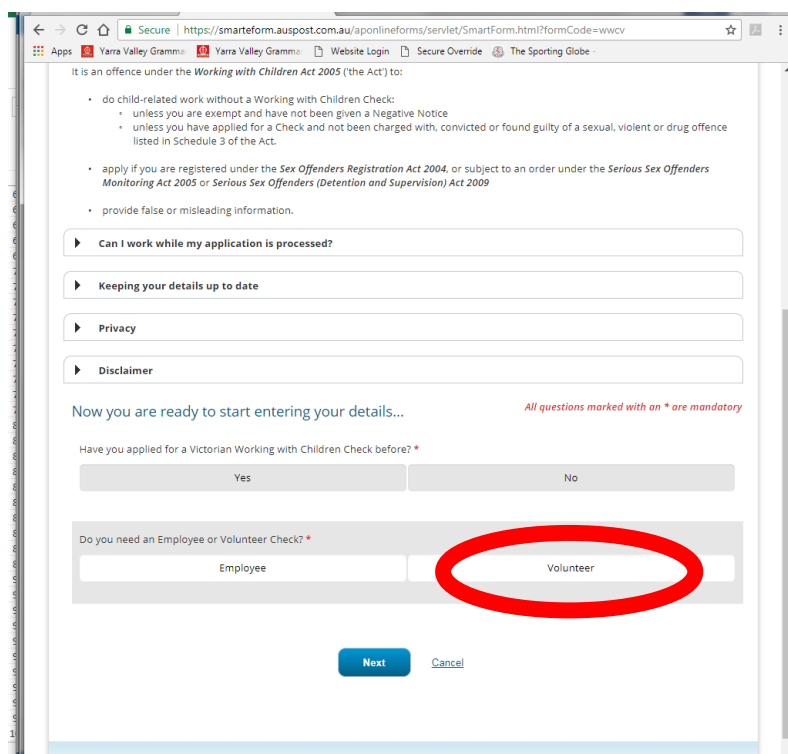 Secure | https://smarteform.auspost.com.au/aponlineforms/servlet/SmartForm.html?formCode=wwcv
Apps Yarra Valley Gramma Yarra Valley Gramma Website Login Secure Override The Sporting Globe -
It is an offence under the Working with Children Act 2005 ('the Act') to:
• do child-related work without a Working with Children Check:
◦ unless you are exempt and have not been given a Negative Notice
◦ unless you have applied for a Check and not been charged with, convicted or found guilty of a sexual, violent or drug offence
listed in Schedule 3 of the Act.
• apply if you are registered under the Sex Offenders Registration Act 2004, or subject to an order under the Serious Sex Offenders
Monitoring Act 2005 or Serious Sex Offenders (Detention and Supervision) Act 2009
• provide false or misleading information.
Can I work while my application is processed?
Keeping your details up to date
Privacy
Disclaimer
Now you are ready to start entering your details...
All questions marked with an * are mandatory
Have you applied for a Victorian Working with Children Check before? *
Yes No
Do you need an Employee or Volunteer Check? *
Employee Volunteer
Next Cancel